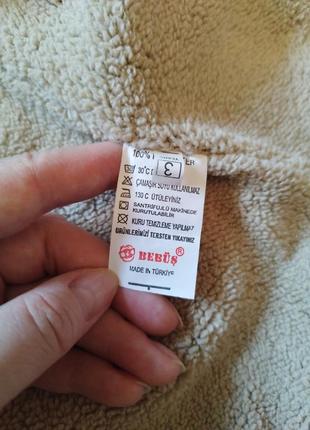 3
100%
30°C
ÇAMAŞIR SUYU KULLANILMAZ
130 C ÜTÜLEYİNİZ
SANTRİFÜJLÜ MAKİNEDE
KURUTULABİLİR
KURU TEMİZLEME YAPILMAZ
ÜRÜNLERİMİZİ TERSTEN YIKAYINIZ
BEBÜŞ®
MADE IN TÜRKİYE